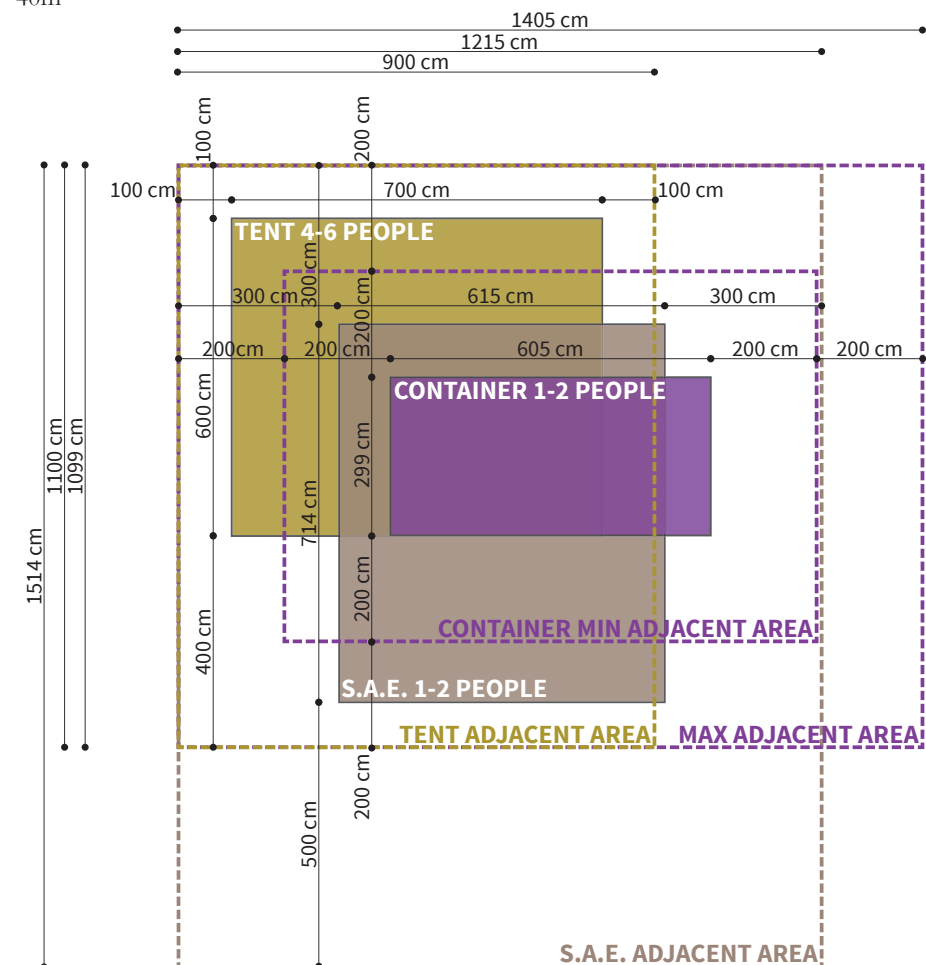 40m
1405 cm
1215 cm
900 cm
100 cm
200 cm
100 cm
700 cm
100 cm
TENT 4-6 PEOPLE
300 cm
200 cm
300 cm
615 cm
300 cm
200cm
200 cm
605 cm
200 cm
200 cm
CONTAINER 1-2 PEOPLE
600 cm
299 cm
1100 cm
1099 cm
714 cm
1514 cm
200 cm
400 cm
CONTAINER MIN ADJACENT AREA
S.A.E. 1-2 PEOPLE
TENT ADJACENT AREA
MAX ADJACENT AREA
200 cm
500 cm
S.A.E. ADJACENT AREA